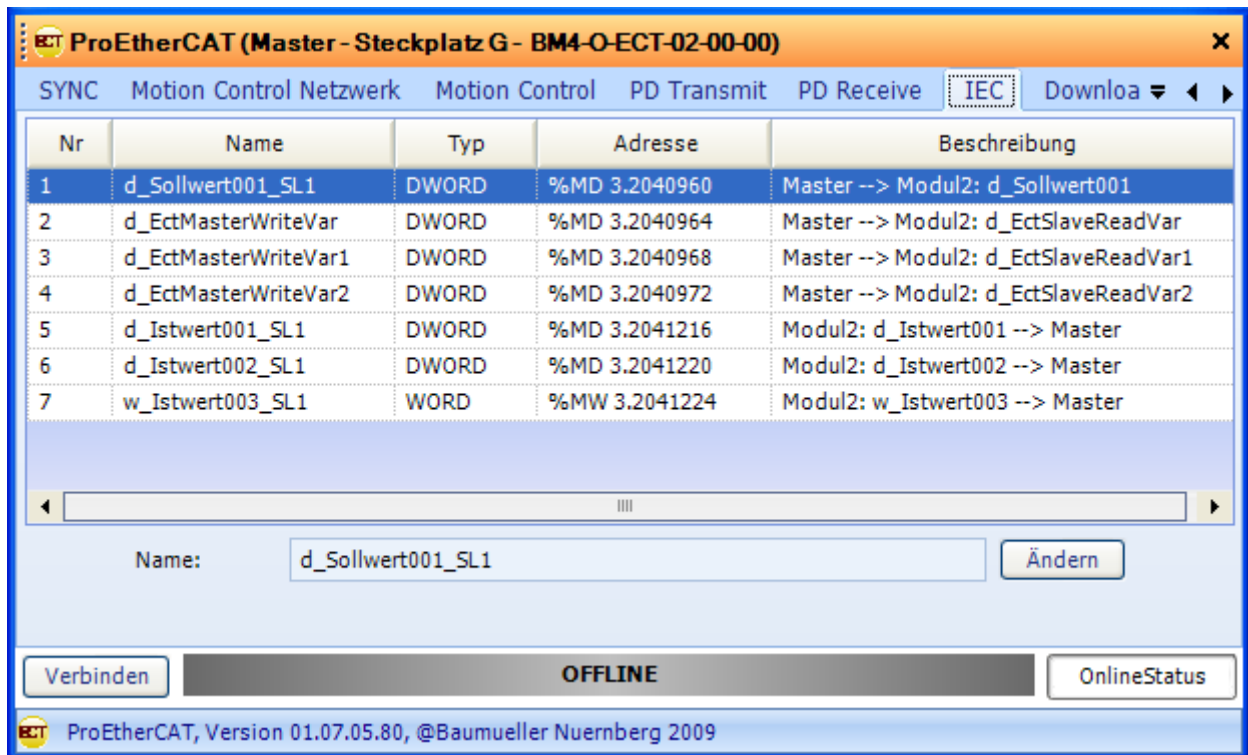 ECT ProEtherCAT (Master - Steckplatz G - BM4-O-ECT-02-00-00)
SYNC Motion Control Netzwerk Motion Control PD Transmit PD Receive IEC Downloa
Nr Name Typ Adresse Beschreibung
1 d_Sollwert001_SL1 DWORD %MD 3.2040960 Master --> Modul2: d_Sollwert001
2 d_EctMasterWriteVar DWORD %MD 3.2040964 Master --> Modul2: d_EctSlaveReadVar
3 d_EctMasterWriteVar1 DWORD %MD 3.2040968 Master --> Modul2: d_EctSlaveReadVar1
4 d_EctMasterWriteVar2 DWORD %MD 3.2040972 Master --> Modul2: d_EctSlaveReadVar2
5 d_Istwert001_SL1 DWORD %MD 3.2041216 Modul2: d_Istwert001 --> Master
6 d_Istwert002_SL1 DWORD %MD 3.2041220 Modul2: d_Istwert002 --> Master
7 w_Istwert003_SL1 WORD %MW 3.2041224 Modul2: w_Istwert003 --> Master
Name: d_Sollwert001_SL1 Ändern
Verbinden OFFLINE OnlineStatus
ECT ProEtherCAT, Version 01.07.05.80, @Baumueller Nuernberg 2009